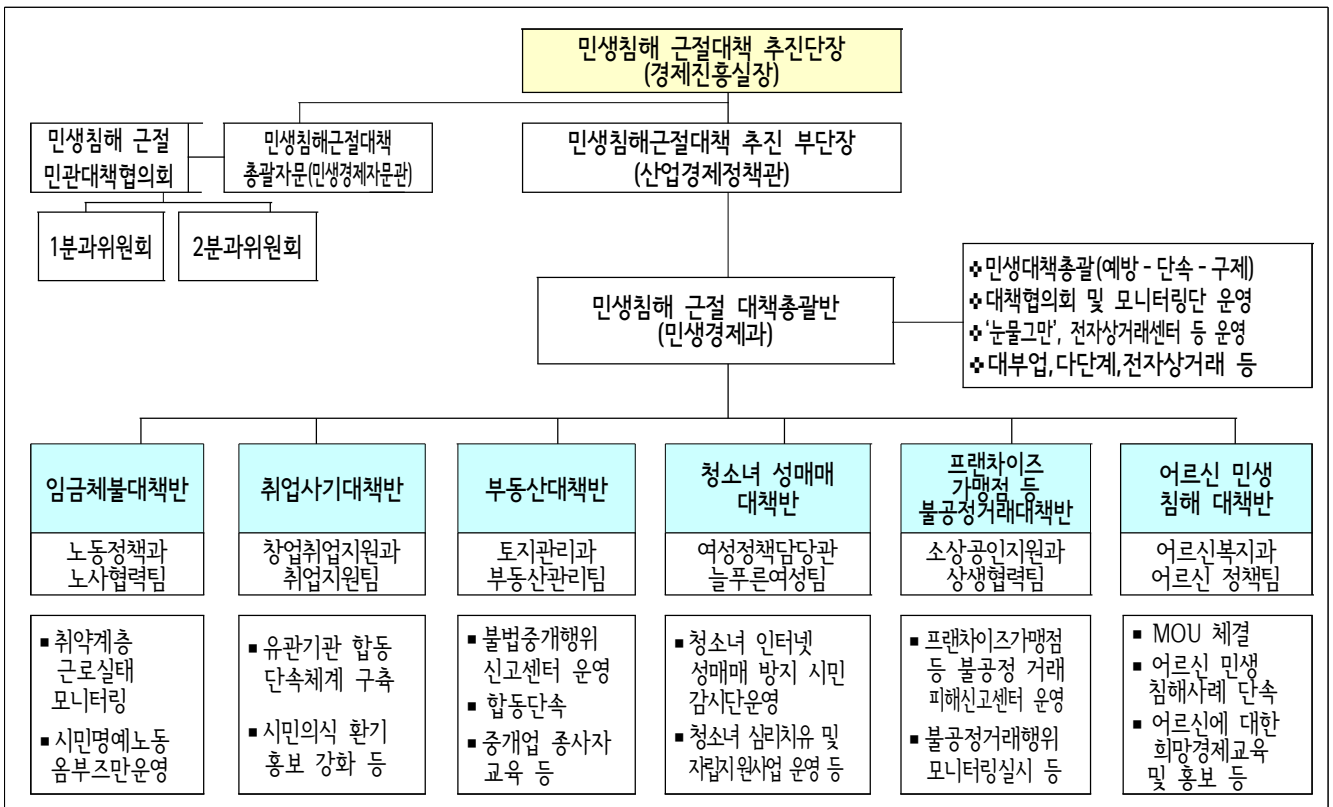 민생침해 근절대책 추진단장
(경제진흥실장)
민생침해 근절
민관대책협의회
민생침해근절대책
총괄자문(민생경제자문관)
민생침해근절대책 추진 부단장
(산업경제정책관)
1분과위원회
2분과위원회
민생침해 근절 대책총괄반
(민생경제과)
❖민생대책총괄(예방 - 단속 - 구제)
❖대책협의회 및 모니터링단 운영
❖‘눈물그만’, 전자상거래센터 등 운영
❖대부업,다단계,전자상거래 등
임금체불대책반
노동정책과
노사협력팀
▪취약계층
근로실태
모니터링
▪시민명예노동
옴부즈만운영
취업사기대책반
창업취업지원과
취업지원팀
▪유관기관 합동
단속체계 구축
▪시민의식 환기
홍보 강화 등
부동산대책반
토지관리과
부동산관리팀
▪불법중개행위
신고센터 운영
▪합동단속
▪중개업 종사자
교육 등
청소녀 성매매
대책반
여성정책담당관
늘푸른여성팀
▪청소녀 인터넷
성매매 방지 시민
감시단운영
▪청소녀 심리치유 및
자립지원사업 운영 등
프랜차이즈
가맹점 등
불공정거래대책반
소상공인지원과
상생협력팀
▪프랜차이즈가맹점
등 불공정 거래
피해신고센터 운영
▪불공정거래행위
모니터링실시 등
어르신 민생
침해 대책반
어르신복지과
어르신 정책팀
▪MOU 체결
▪어르신 민생
침해사례 단속
▪어르신에 대한
희망경제교육
및 홍보 등